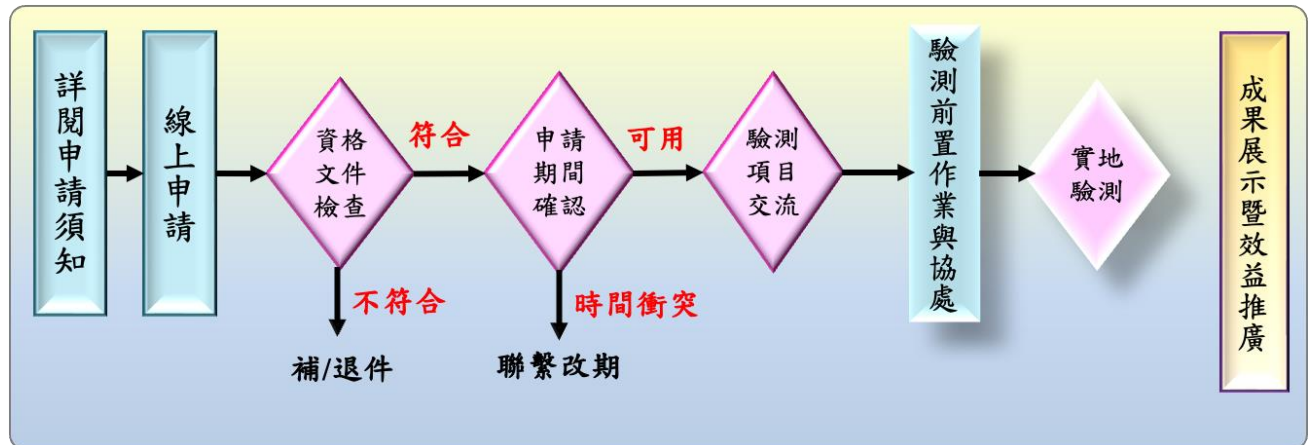 詳閱申請須知
線上申請
資格
文件
檢查
符合
不符合
補/退件
申請
期間
確認
可用
時間衝突
聯繫改期
驗測
項目
交流
驗測前置作業與協處
實地
驗測
成果展示暨效益推廣